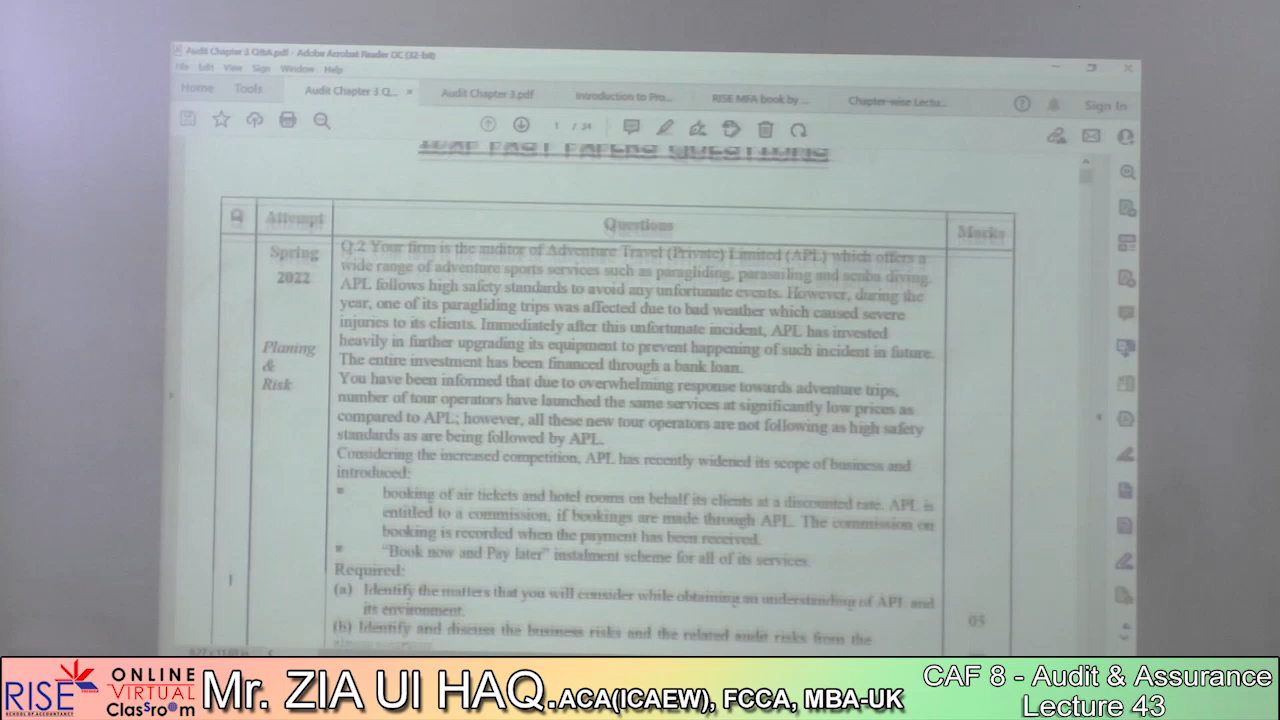 Audit Chapter 3 Q&A.pdf - Adobe Acrobat Reader DC (32-bit)
File Edit View Sign Window Help
Home Tools Audit Chapter 3 Q... × Audit Chapter 3.pdf Introduction to Pro... RISE MFA book by ... Chapter-wise Lectu... Sign In
1 / 34
ICAP PAST PAPERS QUESTIONS
Q Attempt Questions Marks
Spring
2022
Planing
&
Risk
Q.2 Your firm is the auditor of Adventure Travel (Private) Limited (APL) which offers a
wide range of adventure sports services such as paragliding, parasailing and scuba diving.
APL follows high safety standards to avoid any unfortunate events. However, during the
year, one of its paragliding trips was affected due to bad weather which caused severe
injuries to its clients. Immediately after this unfortunate incident, APL has invested
heavily in further upgrading its equipment to prevent happening of such incident in future.
The entire investment has been financed through a bank loan.
You have been informed that due to overwhelming response towards adventure trips,
number of tour operators have launched the same services at significantly low prices as
compared to APL; however, all these new tour operators are not following as high safety
standards as are being followed by APL.
Considering the increased competition, APL has recently widened its scope of business and
introduced:
booking of air tickets and hotel rooms on behalf its clients at a discounted rate. APL is
entitled to a commission, if bookings are made through APL. The commission on
booking is recorded when the payment has been received.
"Book now and Pay later" instalment scheme for all of its services.
1
Required:
(a) Identify the matters that you will consider while obtaining an understanding of APL and
its environment.
05
(b) Identify and discuss the business risks and the related audit risks from the
RISE
SCHOOL OF ACCOUNTANCY
ONLINE
VIRTUAL
Classroom
Mr. ZIA UI HAQ. ACA(ICAEW), FCCA, MBA-UK
CAF 8 - Audit & Assurance
Lecture 43